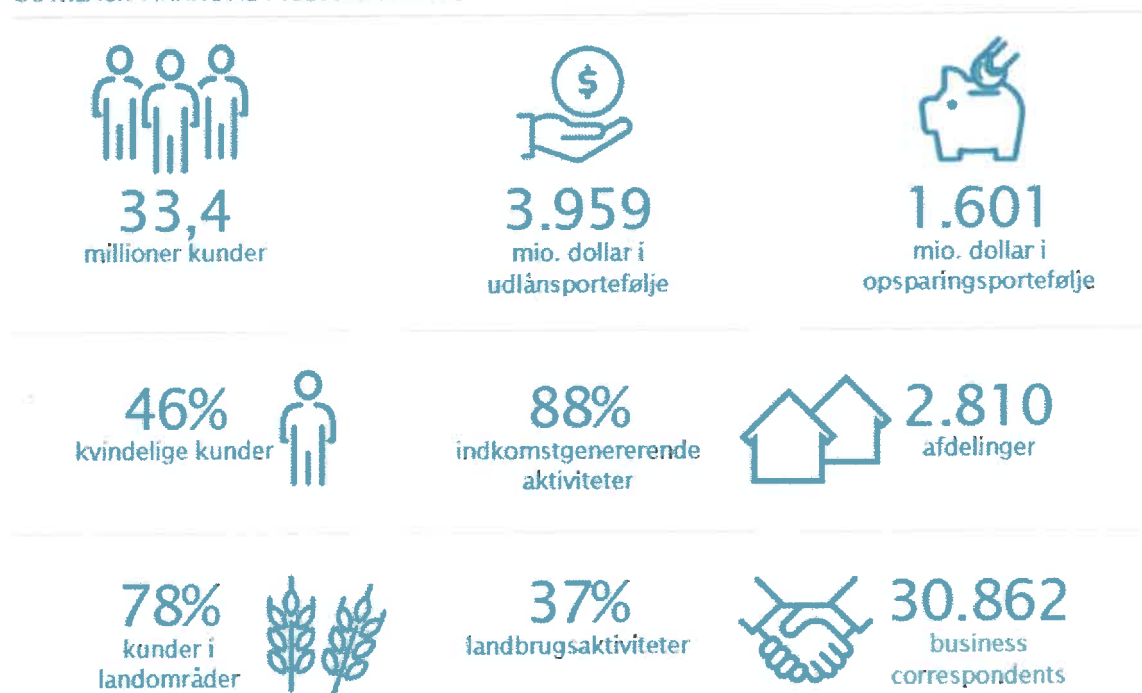 33,4
millioner kunder
3.959
mio. dollar i
udlånsportefølje
1.601
mio. dollar i
opsparingsportefølje
46%
kvindelige kunder
88%
indkomstgenererende
aktiviteter
2.810
afdelinger
78%
kunder i
landområder
37%
landbrugsaktiviteter
30.862
business
correspondents